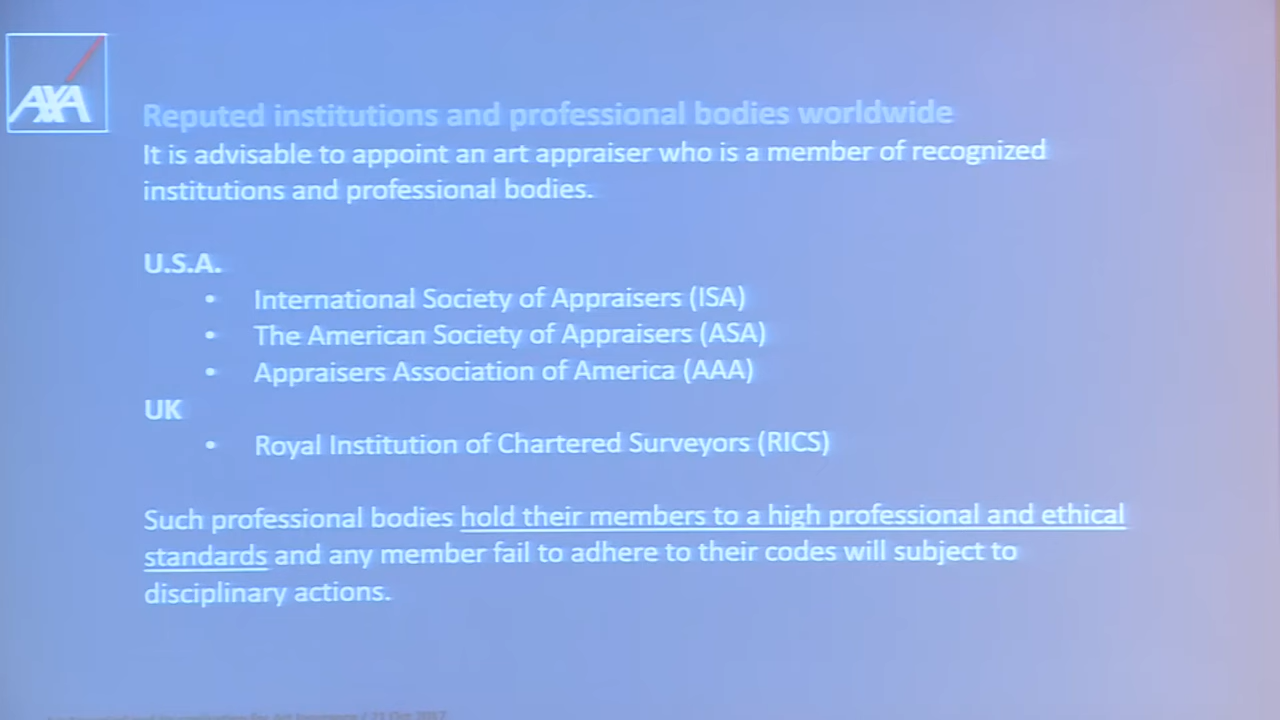 AXA
Reputed institutions and professional bodies worldwide
It is advisable to appoint an art appraiser who is a member of recognized
institutions and professional bodies.
U.S.A.
• International Society of Appraisers (ISA)
• The American Society of Appraisers (ASA)
• Appraisers Association of America (AAA)
UK
• Royal Institution of Chartered Surveyors (RICS)
Such professional bodies hold their members to a high professional and ethical
standards and any member fail to adhere to their codes will subject to
disciplinary actions.